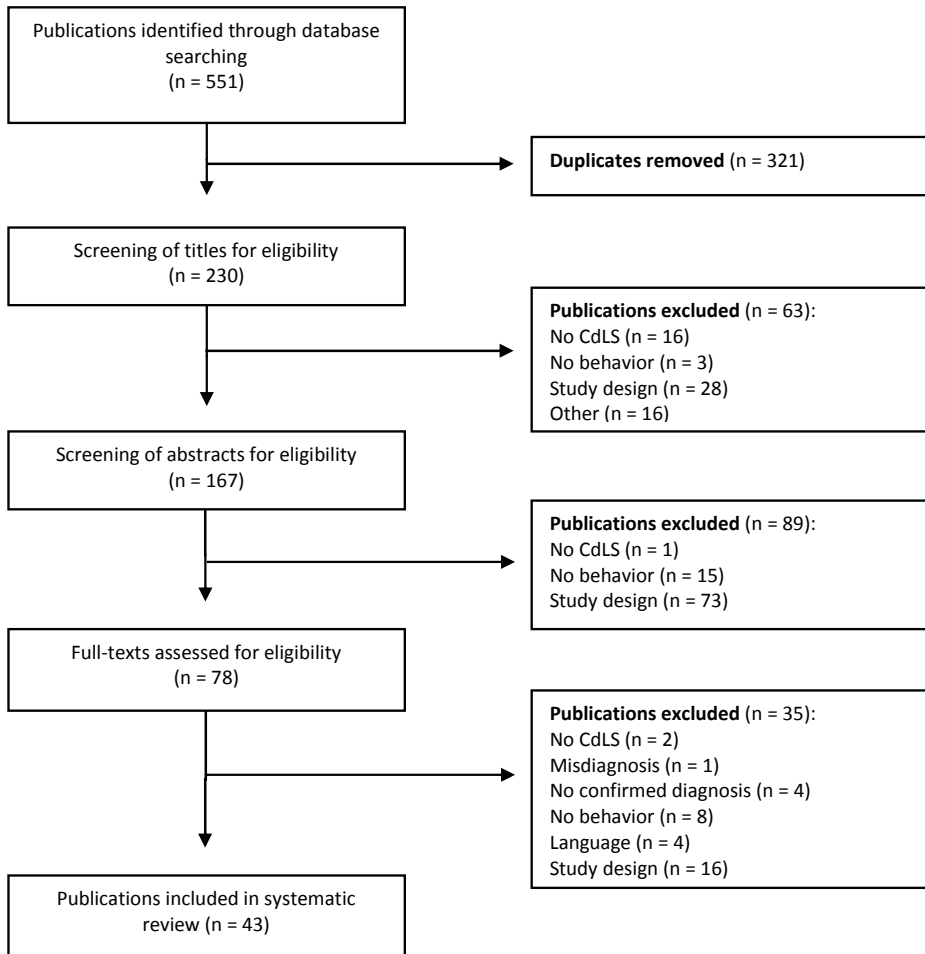 Publications identified through database
searching
(n = 551)
Duplicates removed (n = 321)
Screening of titles for eligibility
(n = 230)
Publications excluded (n = 63):
No CdLS (n = 16)
No behavior (n = 3)
Study design (n = 28)
Other (n = 16)
Screening of abstracts for eligibility
(n = 167)
Publications excluded (n = 89):
No CdLS (n = 1)
No behavior (n = 15)
Study design (n = 73)
Full-texts assessed for eligibility
(n = 78)
Publications excluded (n = 35):
No CdLS (n = 2)
Misdiagnosis (n = 1)
No confirmed diagnosis (n = 4)
No behavior (n = 8)
Language (n = 4)
Study design (n = 16)
Publications included in systematic
review (n = 43)